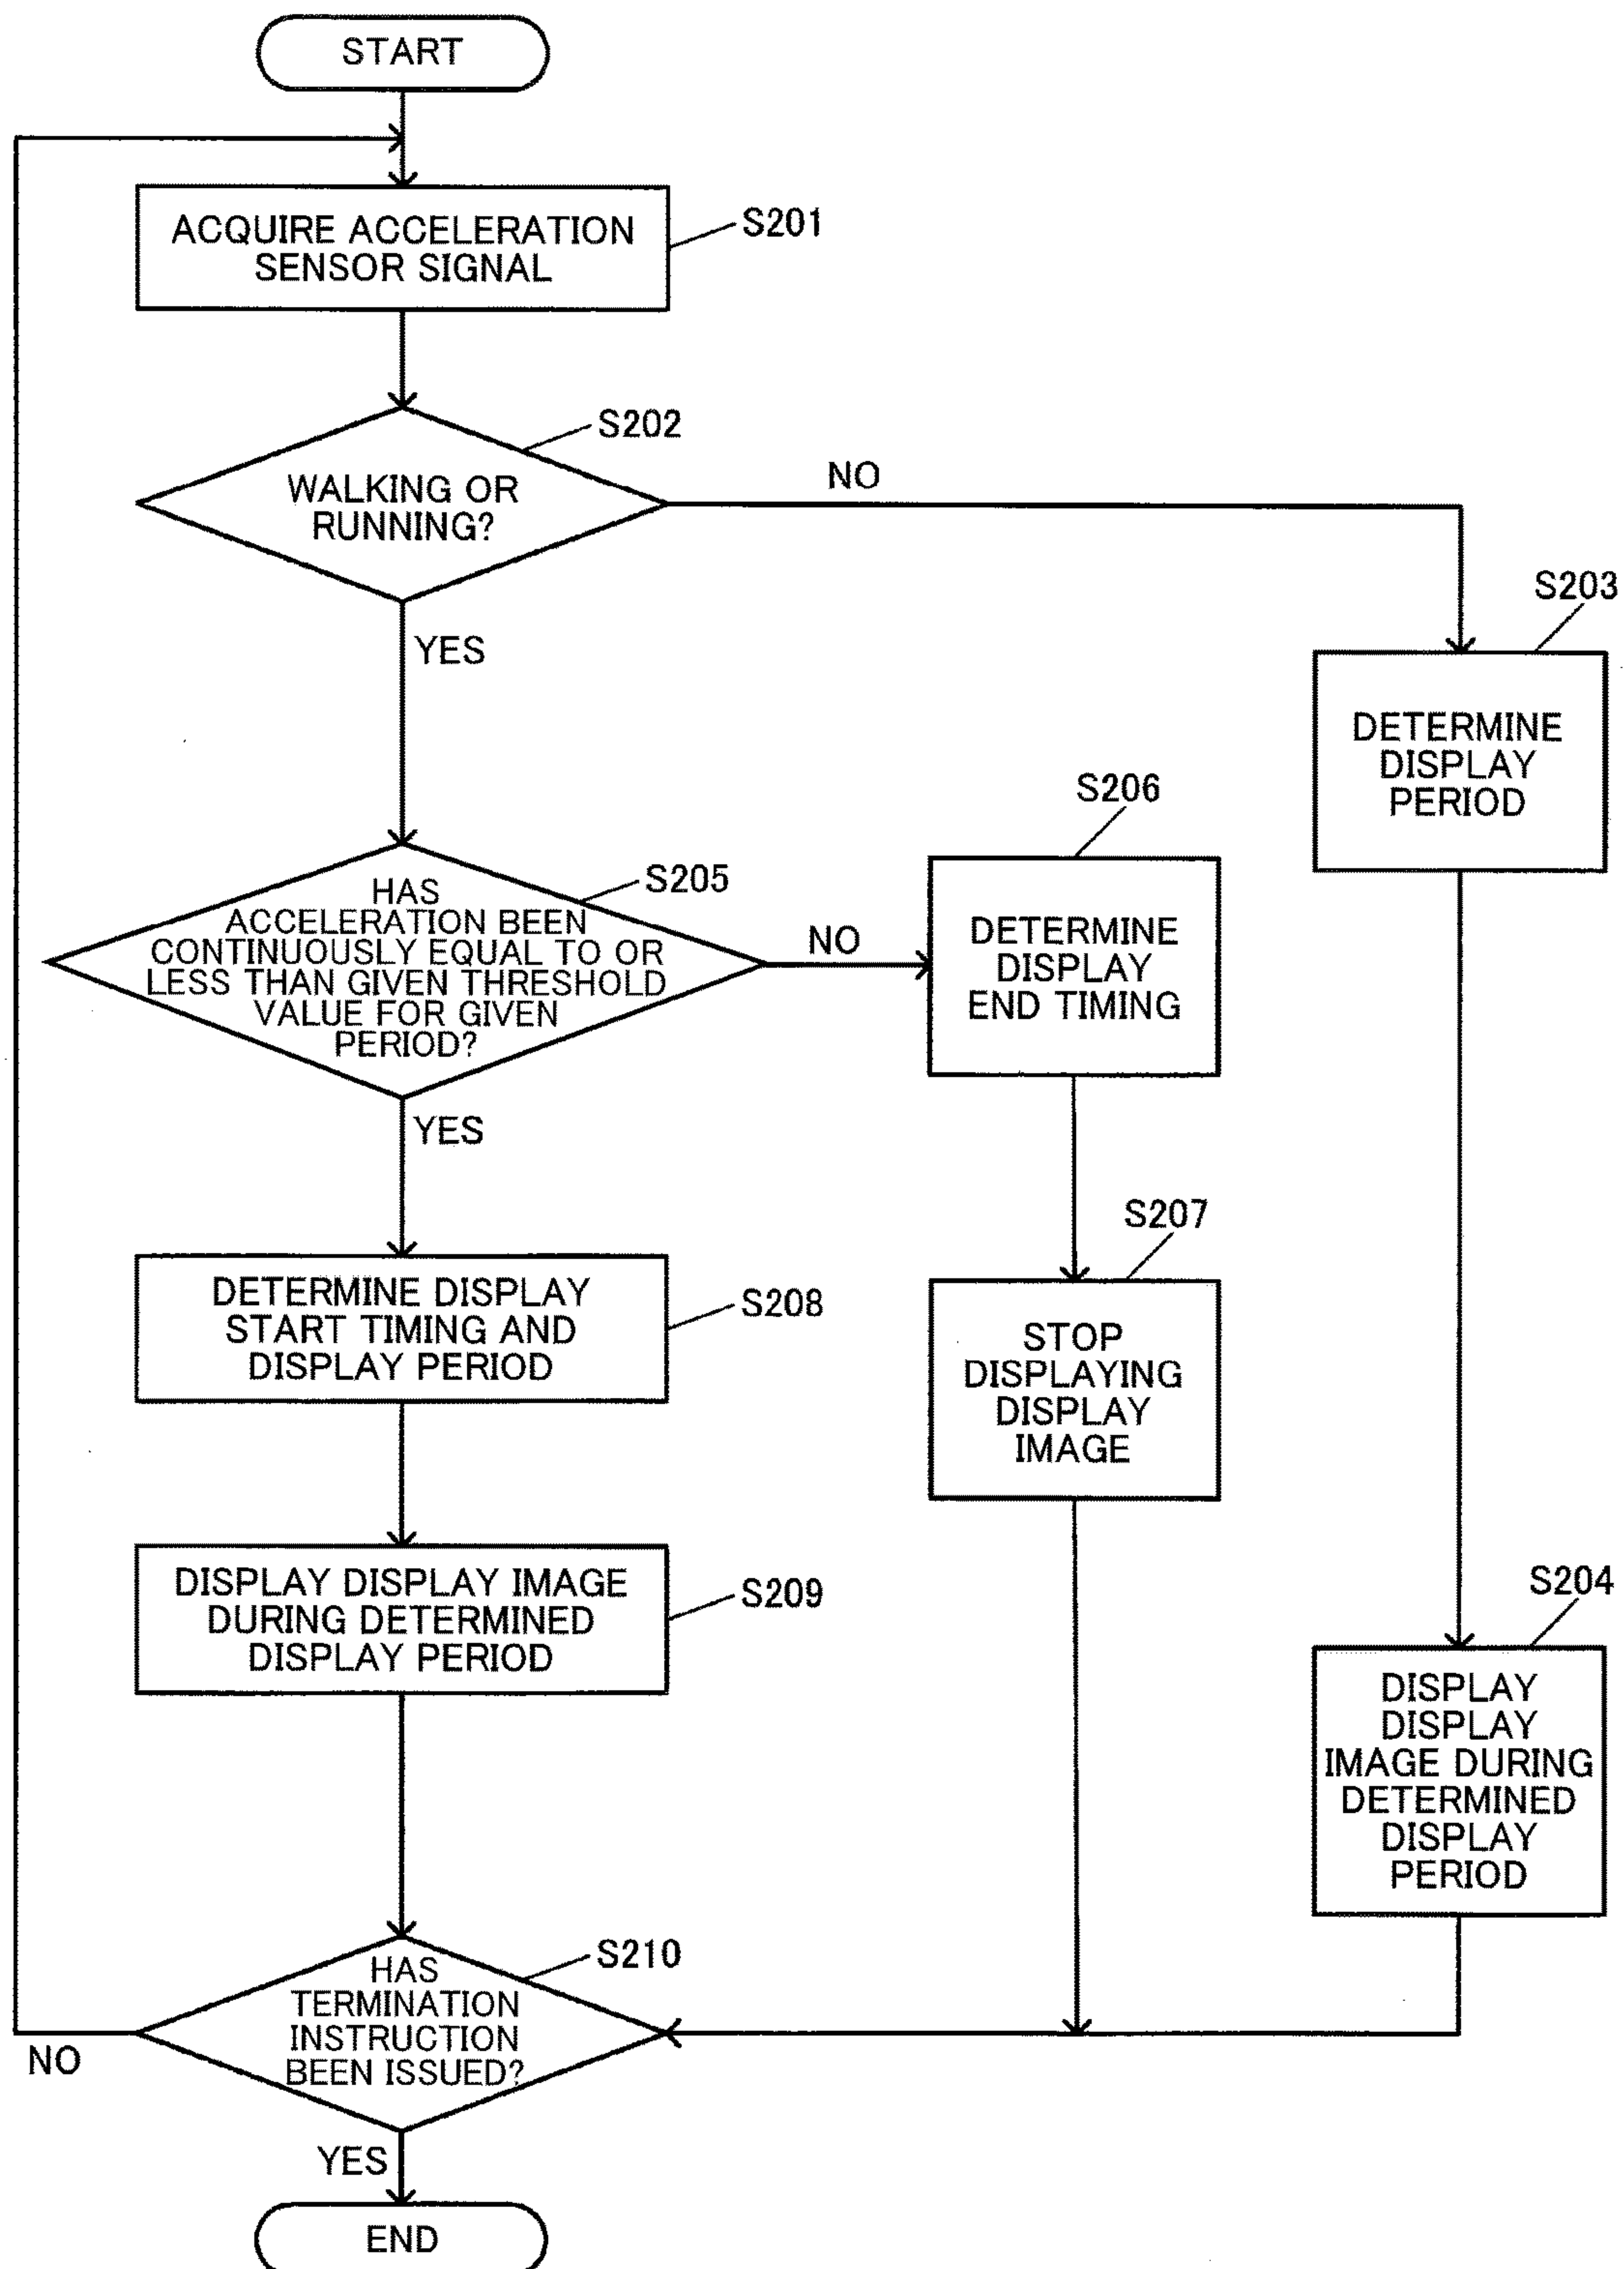 START
ACQUIRE ACCELERATION
SENSOR SIGNAL
S201
WALKING OR
RUNNING?
S202
NO
YES
S203
DETERMINE
DISPLAY
PERIOD
HAS
ACCELERATION BEEN
CONTINUOUSLY EQUAL TO OR
LESS THAN GIVEN THRESHOLD
VALUE FOR GIVEN
PERIOD?
S205
NO
YES
S206
DETERMINE
DISPLAY
END TIMING
S207
STOP
DISPLAYING
DISPLAY
IMAGE
DETERMINE DISPLAY
START TIMING AND
DISPLAY PERIOD
S208
DISPLAY DISPLAY IMAGE
DURING DETERMINED
DISPLAY PERIOD
S209
S204
DISPLAY
DISPLAY
IMAGE DURING
DETERMINED
DISPLAY
PERIOD
HAS
TERMINATION
INSTRUCTION
BEEN ISSUED?
S210
NO
YES
END